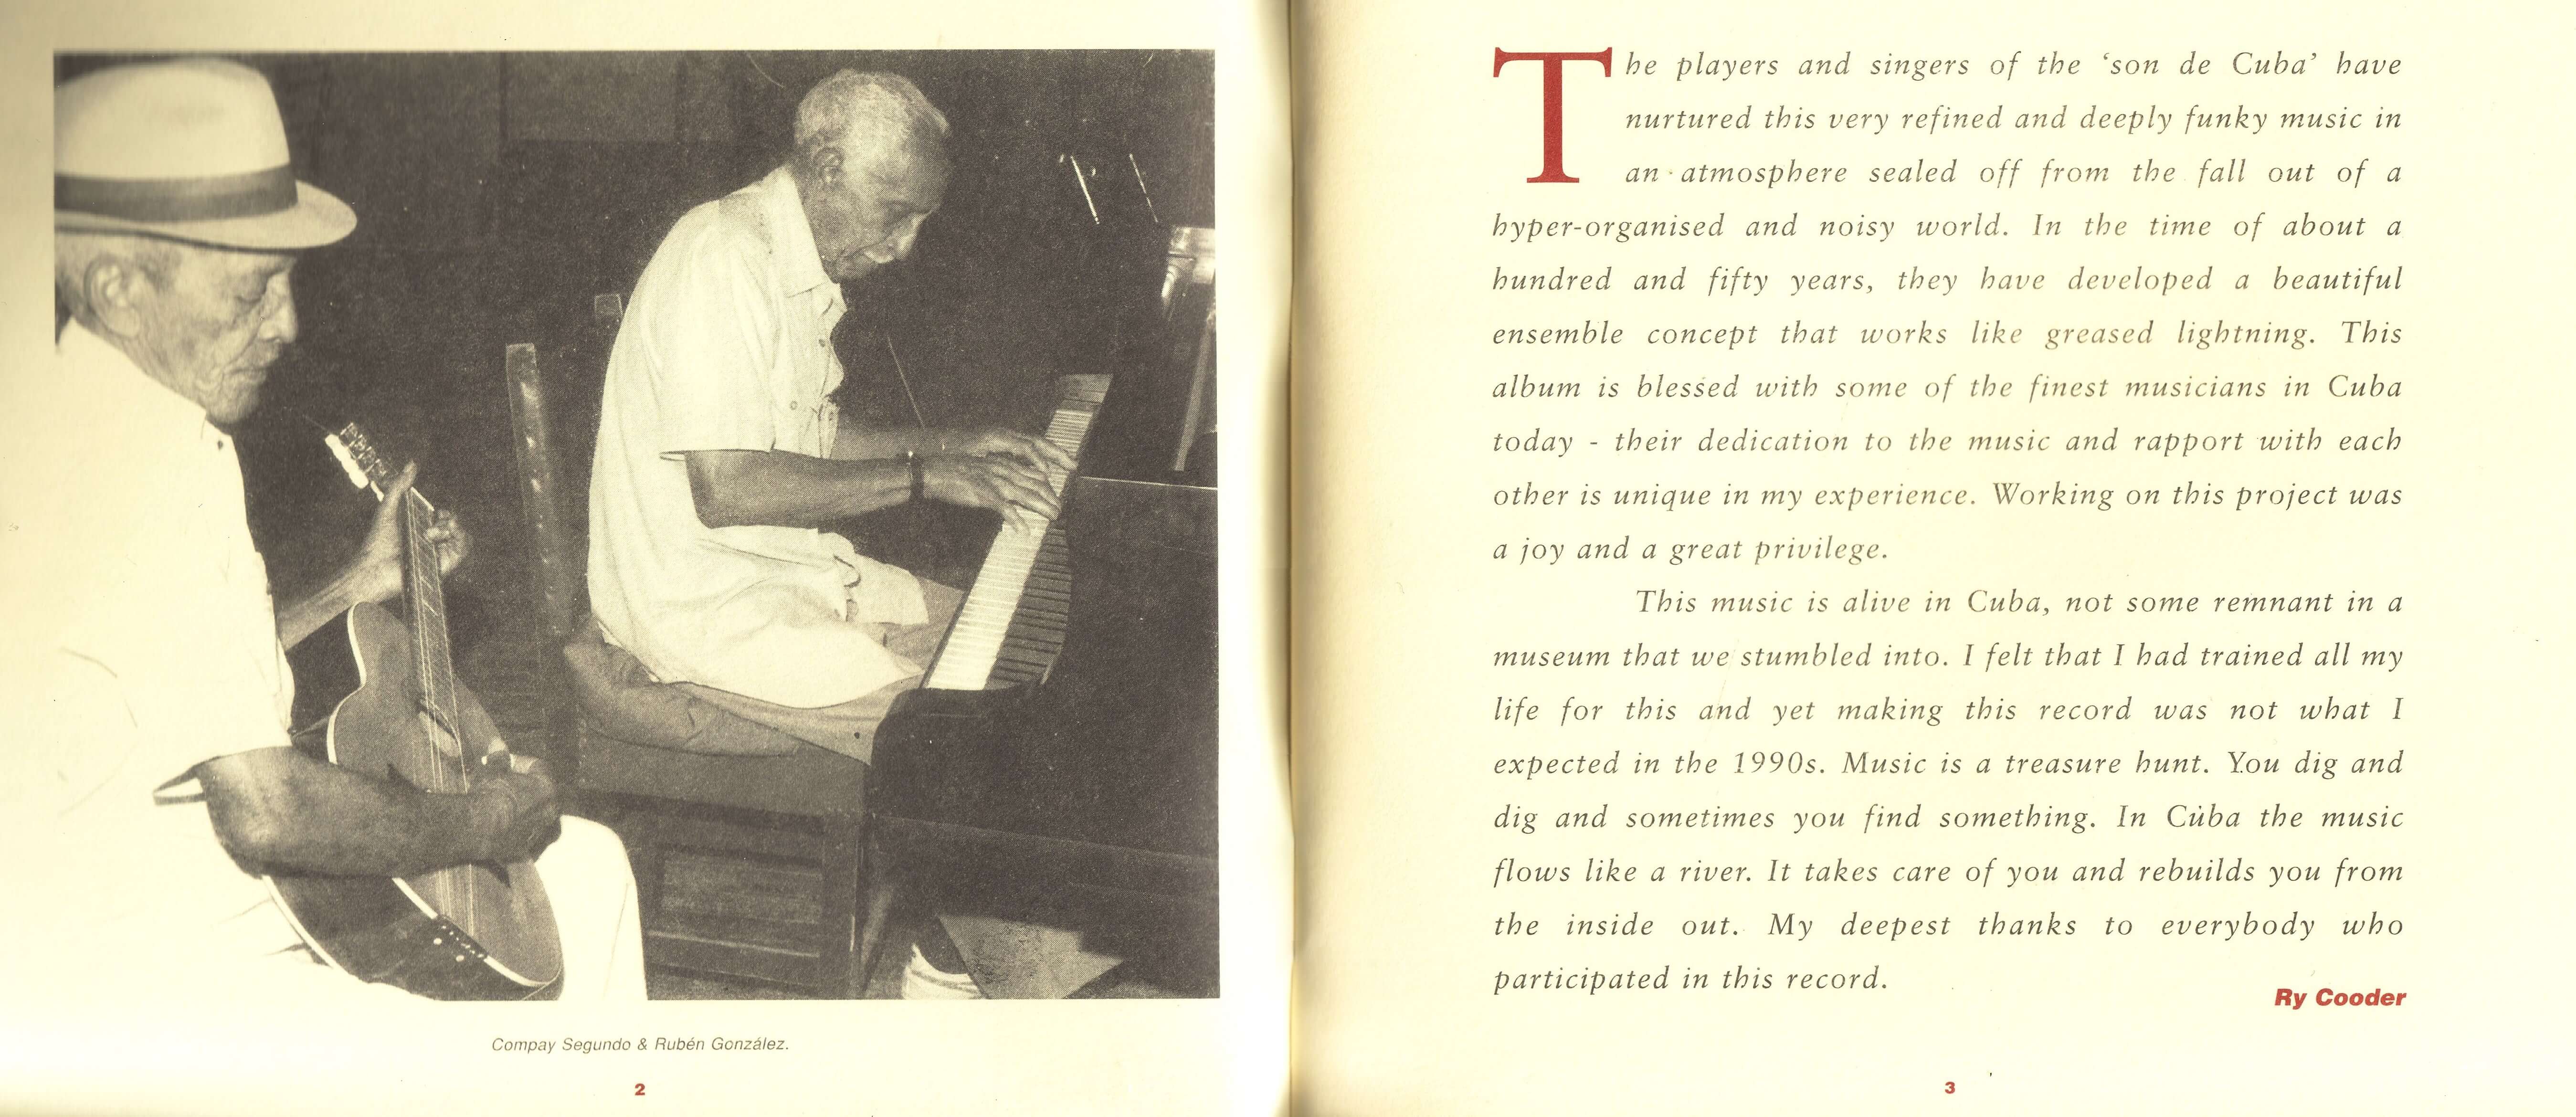 Compay Segundo & Rubén González.
2
The players and singers of the ‘son de Cuba’ have
nurtured this very refined and deeply funky music in
an atmosphere sealed off from the fall out of a
hyper-organised and noisy world. In the time of about a
hundred and fifty years, they have developed a beautiful
ensemble concept that works like greased lightning. This
album is blessed with some of the finest musicians in Cuba
today - their dedication to the music and rapport with each
other is unique in my experience. Working on this project was
a joy and a great privilege.
This music is alive in Cuba, not some remnant in a
museum that we stumbled into. I felt that I had trained all my
life for this and yet making this record was not what I
expected in the 1990s. Music is a treasure hunt. You dig and
dig and sometimes you find something. In Cuba the music
flows like a river. It takes care of you and rebuilds you from
the inside out. My deepest thanks to everybody who
participated in this record.
Ry Cooder
3